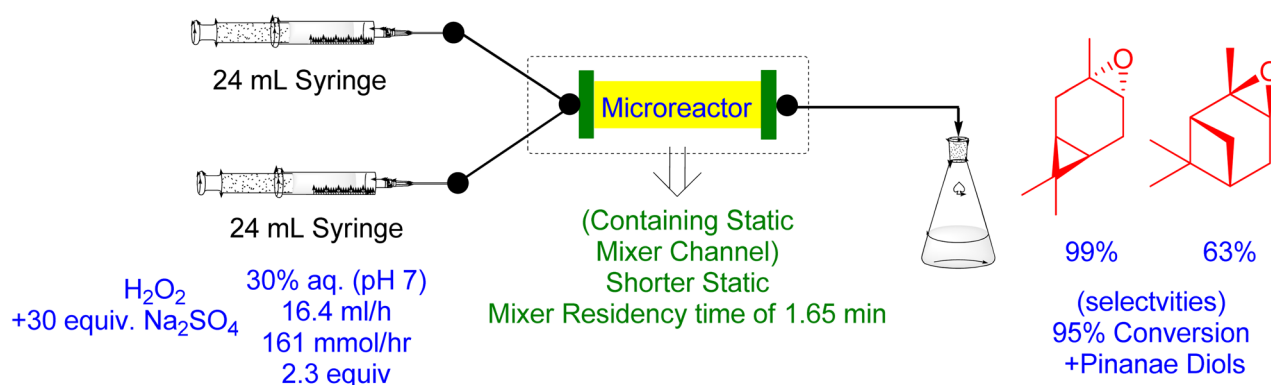 24 mL Syringe
Microreactor
24 mL Syringe
H₂O₂
+30 equiv. Na₂SO₄
30% aq. (pH 7)
16.4 ml/h
161 mmol/hr
2.3 equiv
(Containing Static
Mixer Channel)
Shorter Static
Mixer Residency time of 1.65 min
O
O
99%
63%
(selectvities)
95% Conversion
+Pinanae Diols